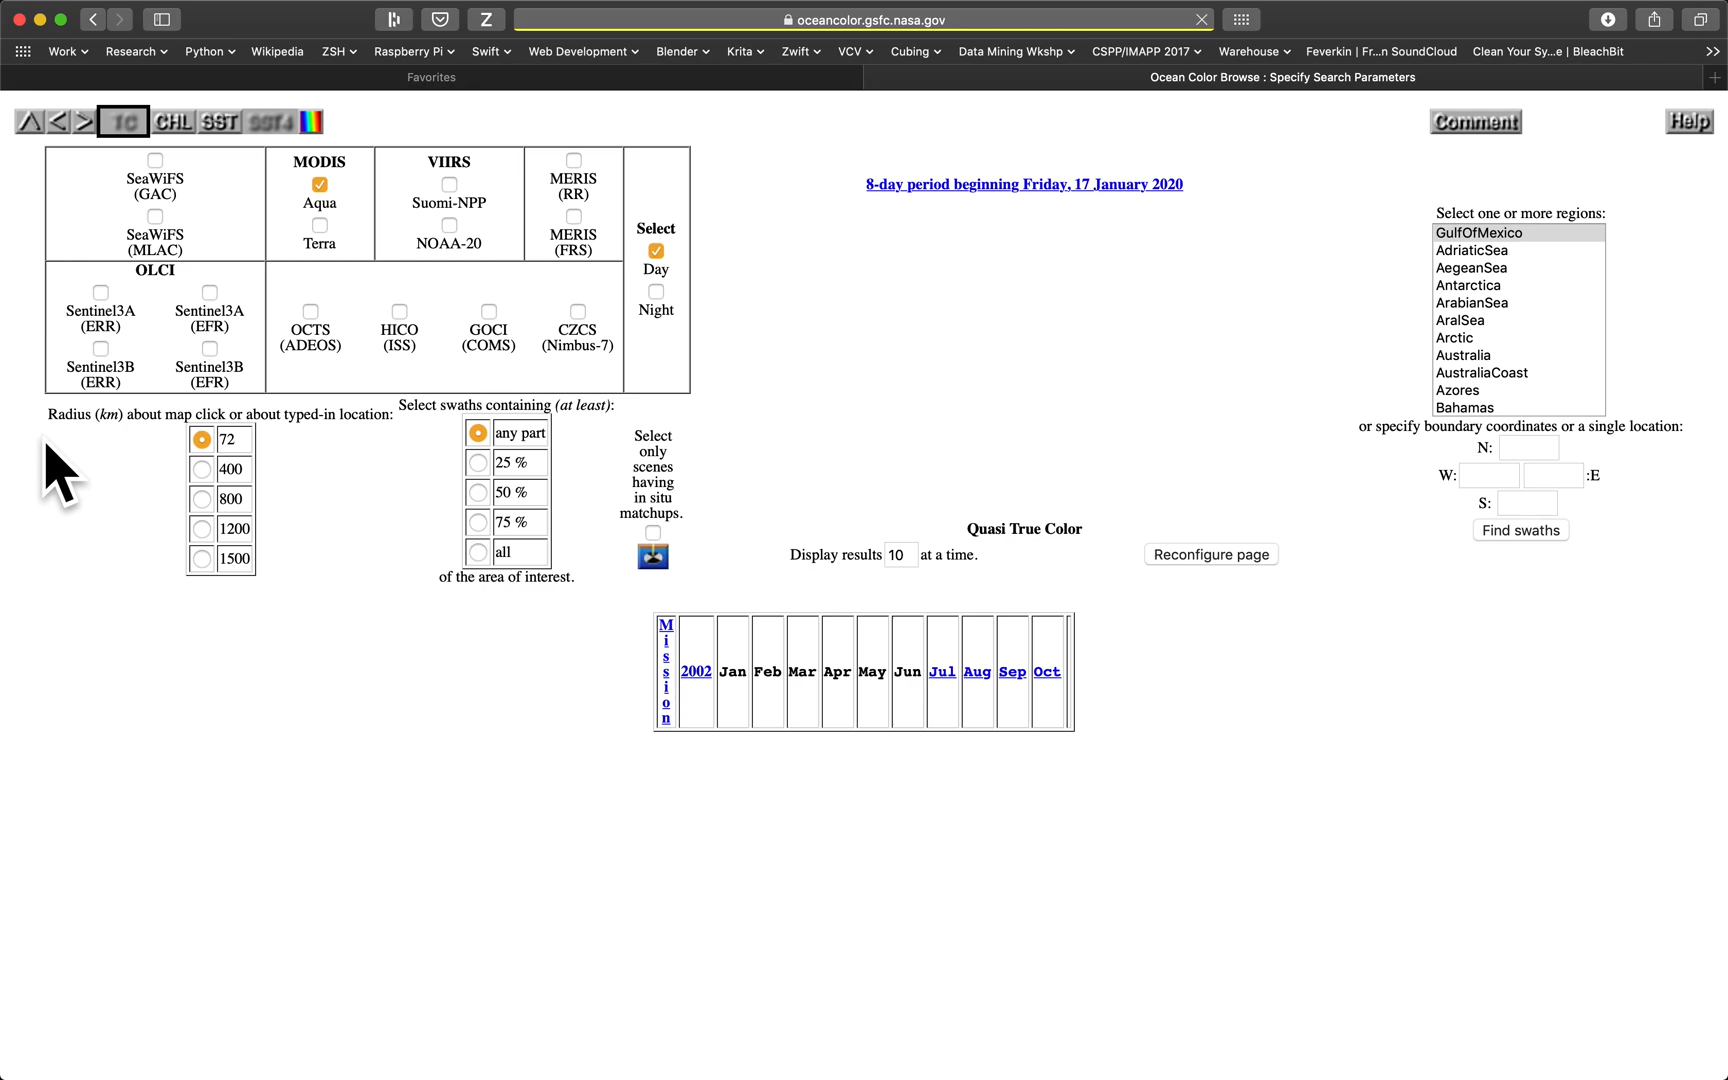 Z
oceancolor.gsfc.nasa.gov
Work Research Python Wikipedia ZSH Raspberry Pi Swift Web Development Blender Krita Zwift VCV Cubing Data Mining Wkshp CSPP/IMAPP 2017 Warehouse Feverkin | Fr...n SoundCloud Clean Your Sy...e | BleachBit
Favorites
Ocean Color Browse : Specify Search Parameters
TC CHL SST SST4
Comment
Help
SeaWiFS
(GAC)
SeaWiFS
(MLAC)
MODIS
Aqua
Terra
VIIRS
Suomi-NPP
NOAA-20
MERIS
(RR)
MERIS
(FRS)
Select
Day
Night
OLCI
Sentinel3A
(ERR)
Sentinel3A
(EFR)
Sentinel3B
(ERR)
Sentinel3B
(EFR)
OCTS
(ADEOS)
HICO
(ISS)
GOCI
(COMS)
CZCS
(Nimbus-7)
8-day period beginning Friday, 17 January 2020
Select one or more regions:
GulfOfMexico
AdriaticSea
AegeanSea
Antarctica
ArabianSea
AralSea
Arctic
Australia
AustraliaCoast
Azores
Bahamas
or specify boundary coordinates or a single location:
N:
W: :E
S:
Find swaths
Radius (km) about map click or about typed-in location:
72
400
800
1200
1500
Select swaths containing (at least):
any part
25 %
50 %
75 %
all
of the area of interest.
Select
only
scenes
having
in situ
matchups.
Quasi True Color
Display results 10 at a time.
Reconfigure page
Mission
2002 Jan Feb Mar Apr May Jun Jul Aug Sep Oct